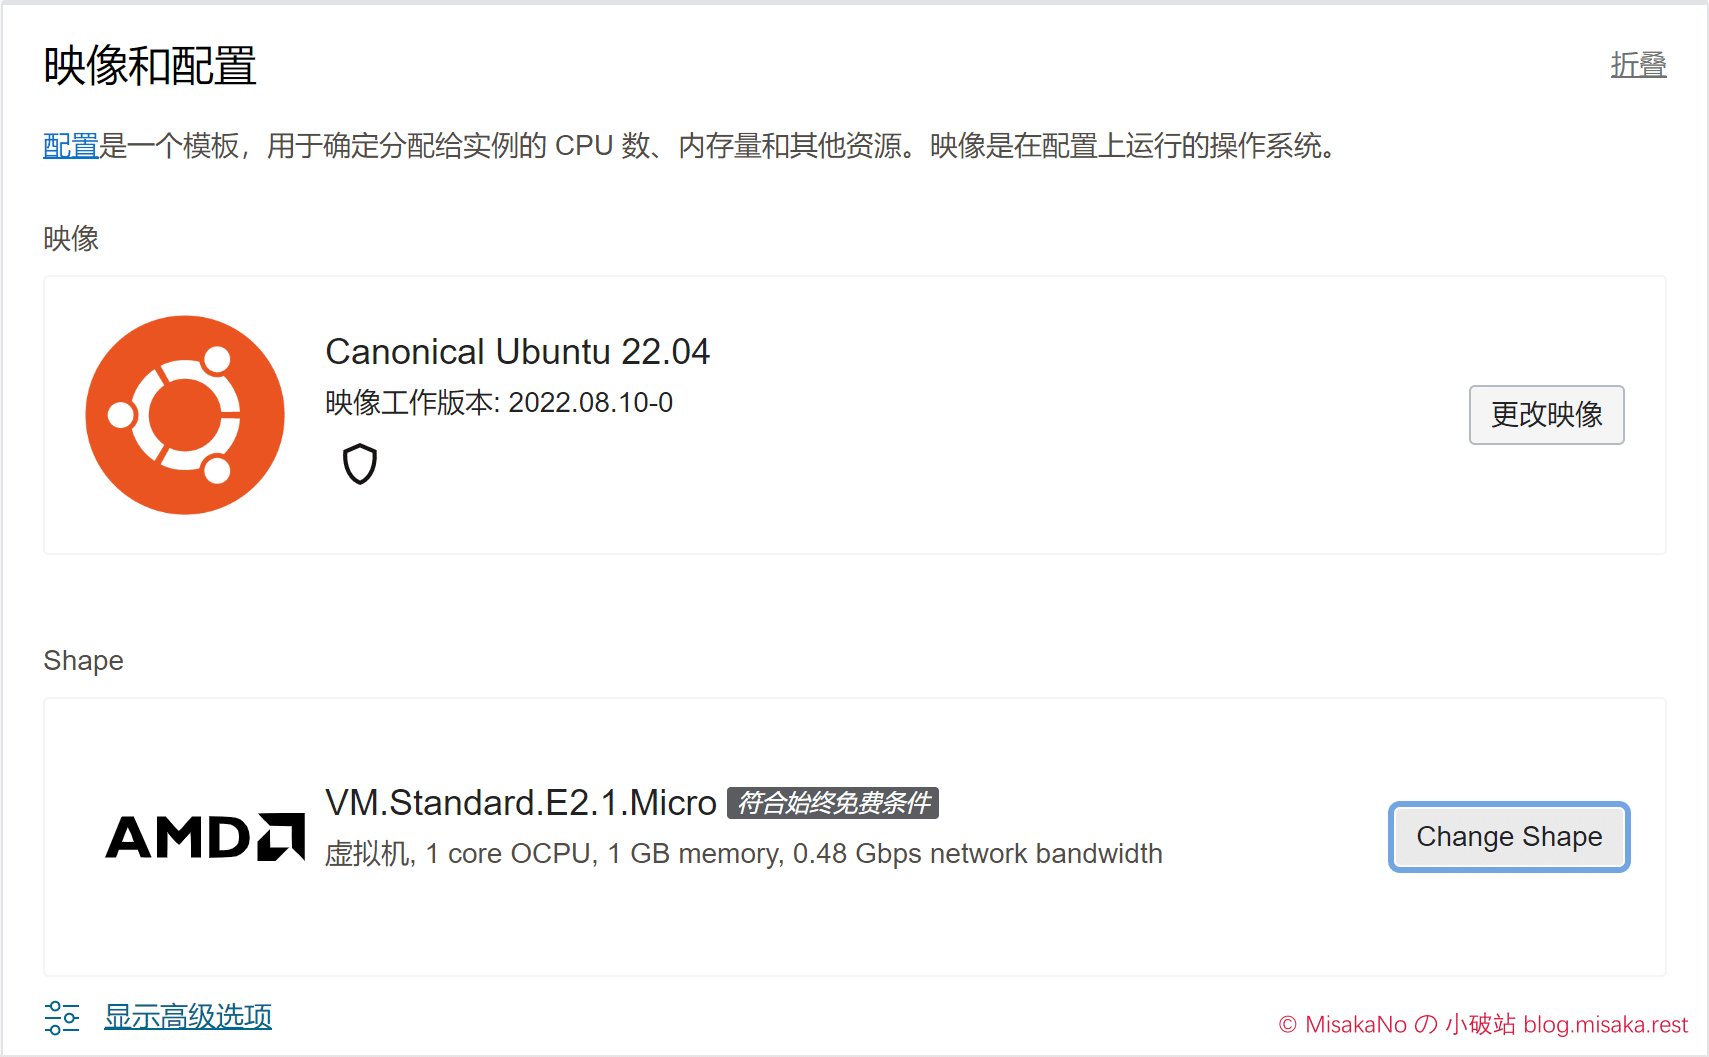 映像和配置
折叠
配置是一个模板，用于确定分配给实例的 CPU 数、内存量和其他资源。映像是在配置上运行的操作系统。
映像
Canonical Ubuntu 22.04
映像工作版本: 2022.08.10-0
更改映像
Shape
AMD
VM.Standard.E2.1.Micro 符合始终免费条件
虚拟机, 1 core OCPU, 1 GB memory, 0.48 Gbps network bandwidth
Change Shape
显示高级选项
© MisakaNo の 小破站 blog.misaka.rest